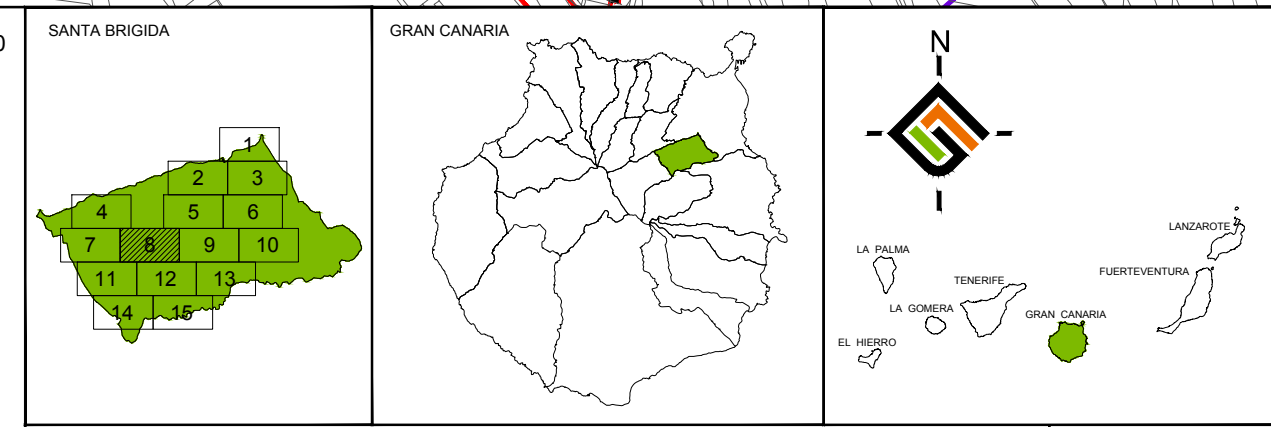 0
SANTA BRIGIDA
1
2 3
4 5 6
7 8 9 10
11 12 13
14 15
GRAN CANARIA
N
LANZAROTE
LA PALMA
FUERTEVENTURA
TENERIFE
LA GOMERA
GRAN CANARIA
EL HIERRO